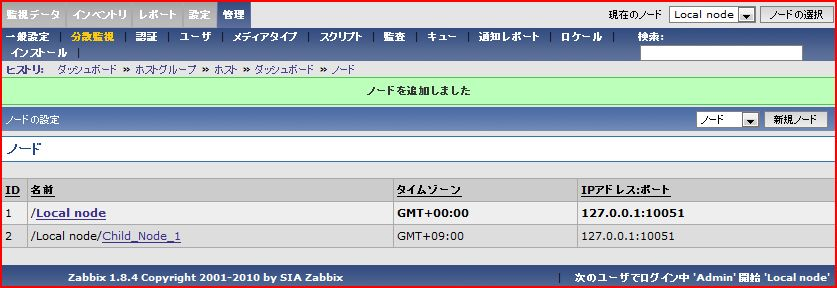 監視データ インベントリ レポート 設定 管理 現在のノード Local node ノードの選択
一般設定 | 分散監視 | 認証 | ユーザ | メディアタイプ | スクリプト | 監査 | キュー | 通知レポート | ロケール | 検索:
インストール |
ヒストリ: ダッシュボード » ホストグループ » ホスト » ダッシュボード » ノード
ノードを追加しました
ノードの設定 ノード 新規ノード
ノード
ID 名前 タイムゾーン IPアドレス:ポート
1 /Local node GMT+00:00 127.0.0.1:10051
2 /Local node/Child_Node_1 GMT+09:00 127.0.0.1:10051
Zabbix 1.8.4 Copyright 2001-2010 by SIA Zabbix | 次のユーザでログイン中 'Admin' 開始 'Local node'